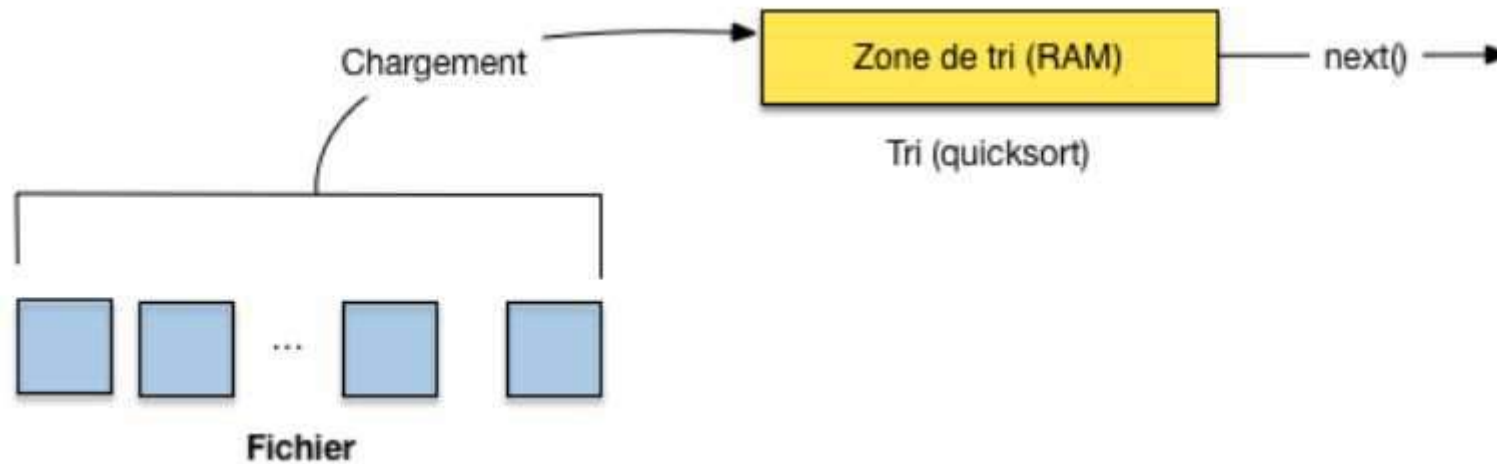 Chargement
Zone de tri (RAM)
next()
Tri (quicksort)
...
Fichier